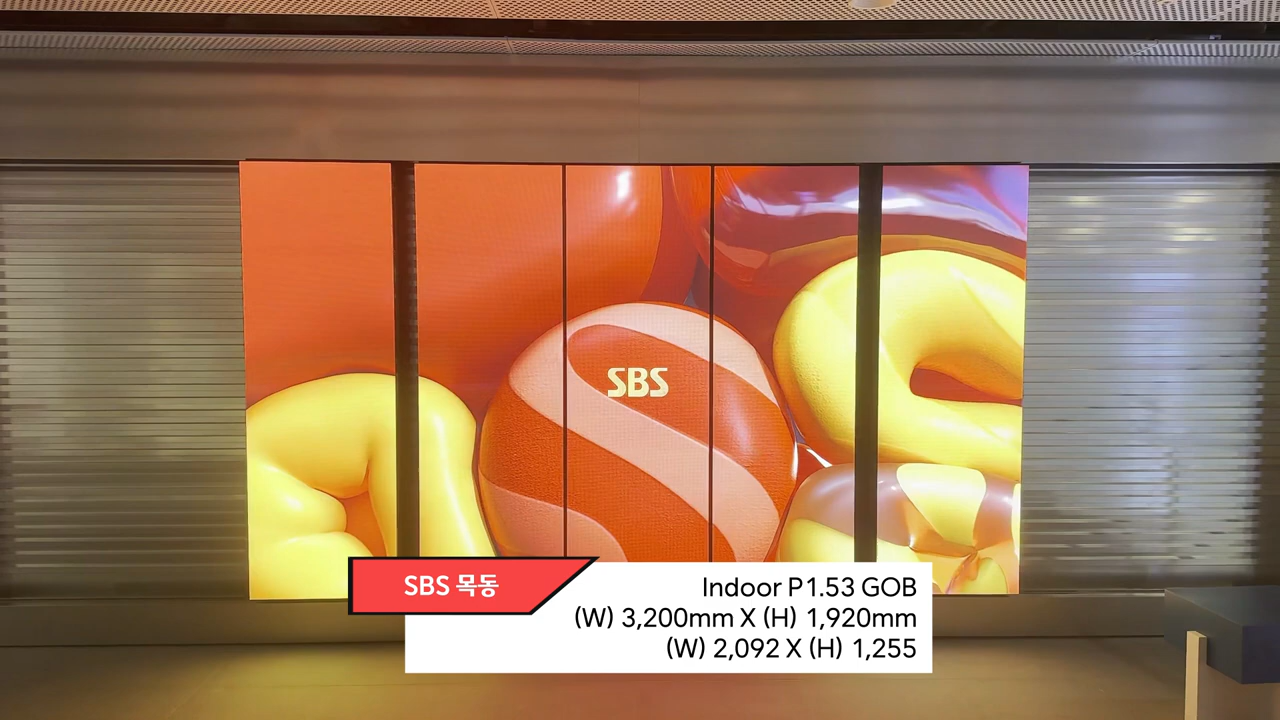 SBS
SBS 목동
Indoor P1.53 GOB
(W) 3,200mm X (H) 1,920mm
(W) 2,092 X (H) 1,255